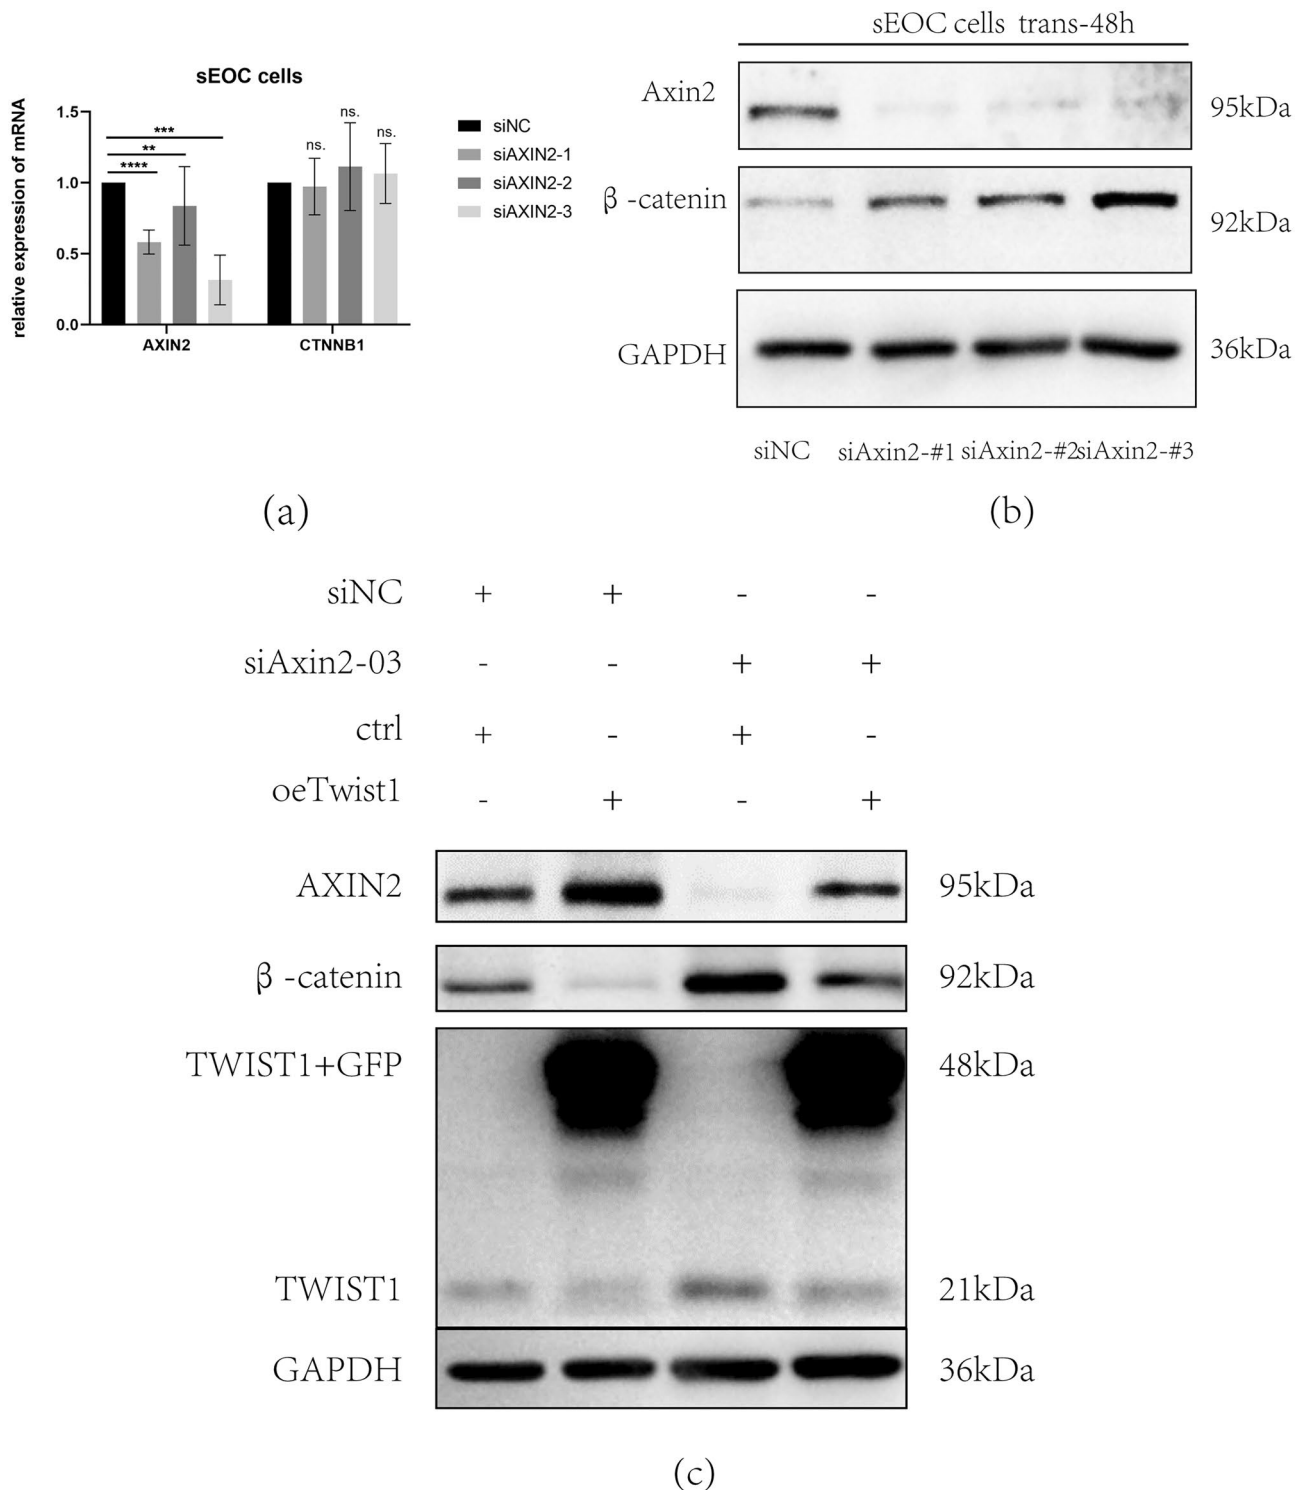 sEOC cells
relative expression of mRNA
1.5
1.0
0.5
0.0
***
**
****
ns.
ns.
ns.
AXIN2
CTNNB1
siNC
siAXIN2-1
siAXIN2-2
siAXIN2-3
(a)
sEOC cells trans-48h
Axin2 95kDa
β-catenin 92kDa
GAPDH 36kDa
siNC siAxin2-#1 siAxin2-#2 siAxin2-#3
(b)
siNC + + - -
siAxin2-03 - - + +
ctrl + - + -
oeTwist1 - + - +
AXIN2 95kDa
β-catenin 92kDa
TWIST1+GFP 48kDa
TWIST1 21kDa
GAPDH 36kDa
(c)